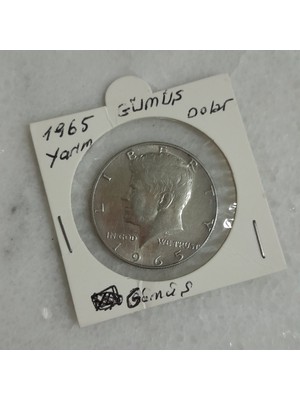 1965 GÜMÜŞ
Yarım Dolar
LIBERTY
IN GOD WE TRUST
1965
Gümüş